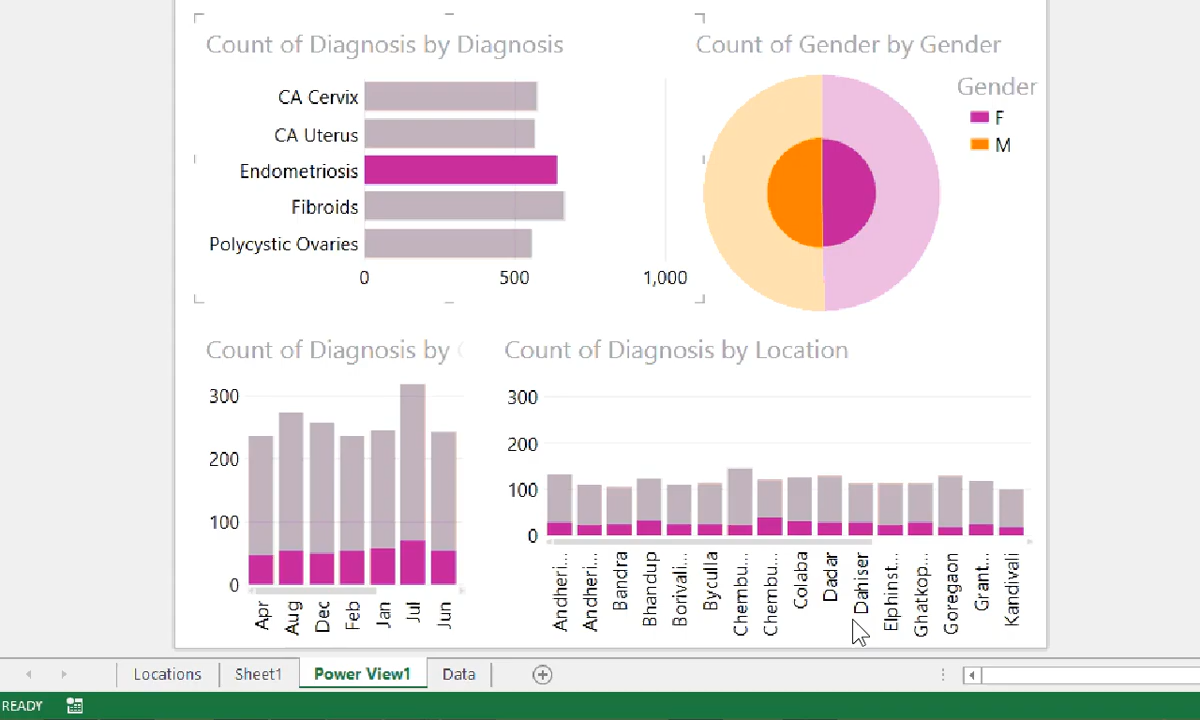 Count of Diagnosis by Diagnosis
CA Cervix
CA Uterus
Endometriosis
Fibroids
Polycystic Ovaries
0
500
1,000
Count of Gender by Gender
Gender
F
M
Count of Diagnosis by
300
200
100
0
Apr
Aug
Dec
Feb
Jan
Jul
Jun
Count of Diagnosis by Location
300
200
100
0
Andheri...
Andheri...
Bandra
Bhandup
Borivali...
Byculla
Chembu...
Chembu...
Colaba
Dadar
Dahiser
Elphinst...
Ghatkop...
Goregaon
Grant...
Kandivali
Locations
Sheet1
Power View1
Data
READY